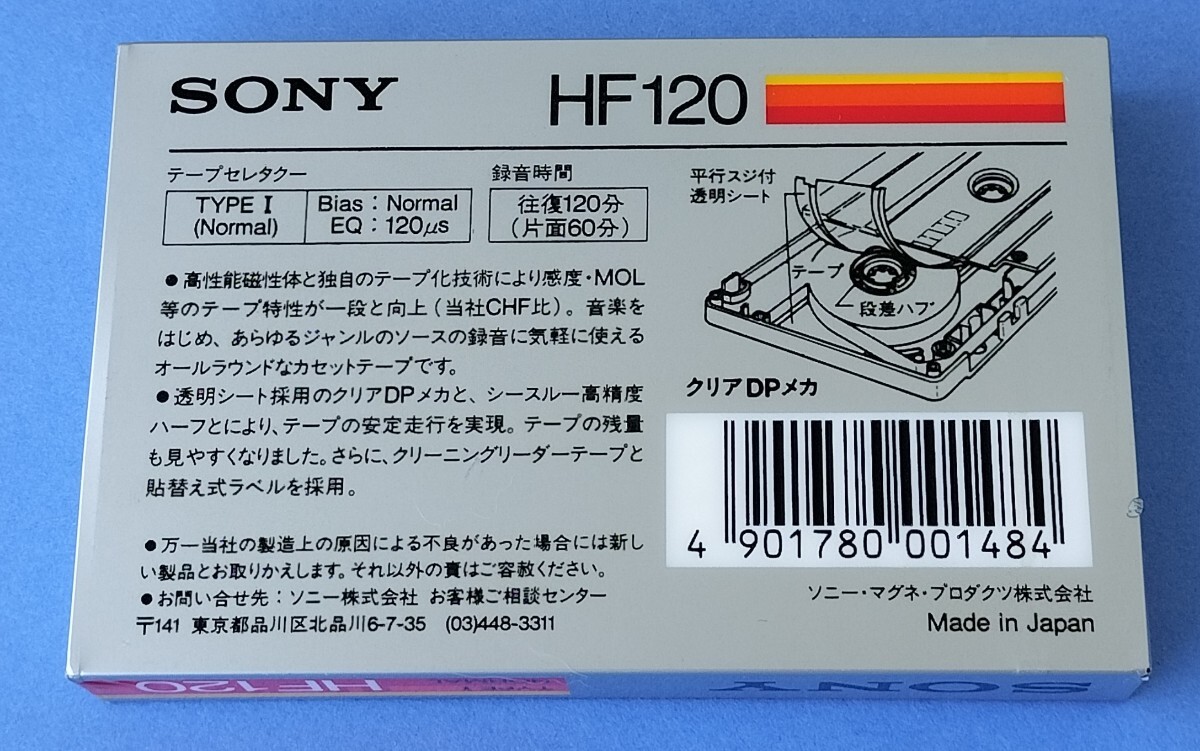 SONY
HF120
テープセレクター
TYPE I
(Normal)
Bias：Normal
EQ：120μs
録音時間
往復120分
(片面60分)
平行スジ付
透明シート
テープ
段差ハブ
クリアDPメカ
●高性能磁性体と独自のテープ化技術により感度・MOL
等のテープ特性が一段と向上(当社CHF比)。音楽を
はじめ、あらゆるジャンルのソースの録音に気軽に使える
オールラウンドなカセットテープです。
●透明シート採用のクリアDPメカと、シースルー高精度
ハーフとにより、テープの安定走行を実現。テープの残量
も見やすくなりました。さらに、クリーニングリーダーテープと
貼替え式ラベルを採用。
●万一当社の製造上の原因による不良があった場合には新し
い製品とお取りかえします。それ以外の責はご容赦ください。
●お問い合せ先：ソニー株式会社 お客様ご相談センター
〒141 東京都品川区北品川6-7-35 (03)448-3311
4 901780 001484
ソニー・マグネ・プロダクツ株式会社
Made in Japan
HF120
SONY